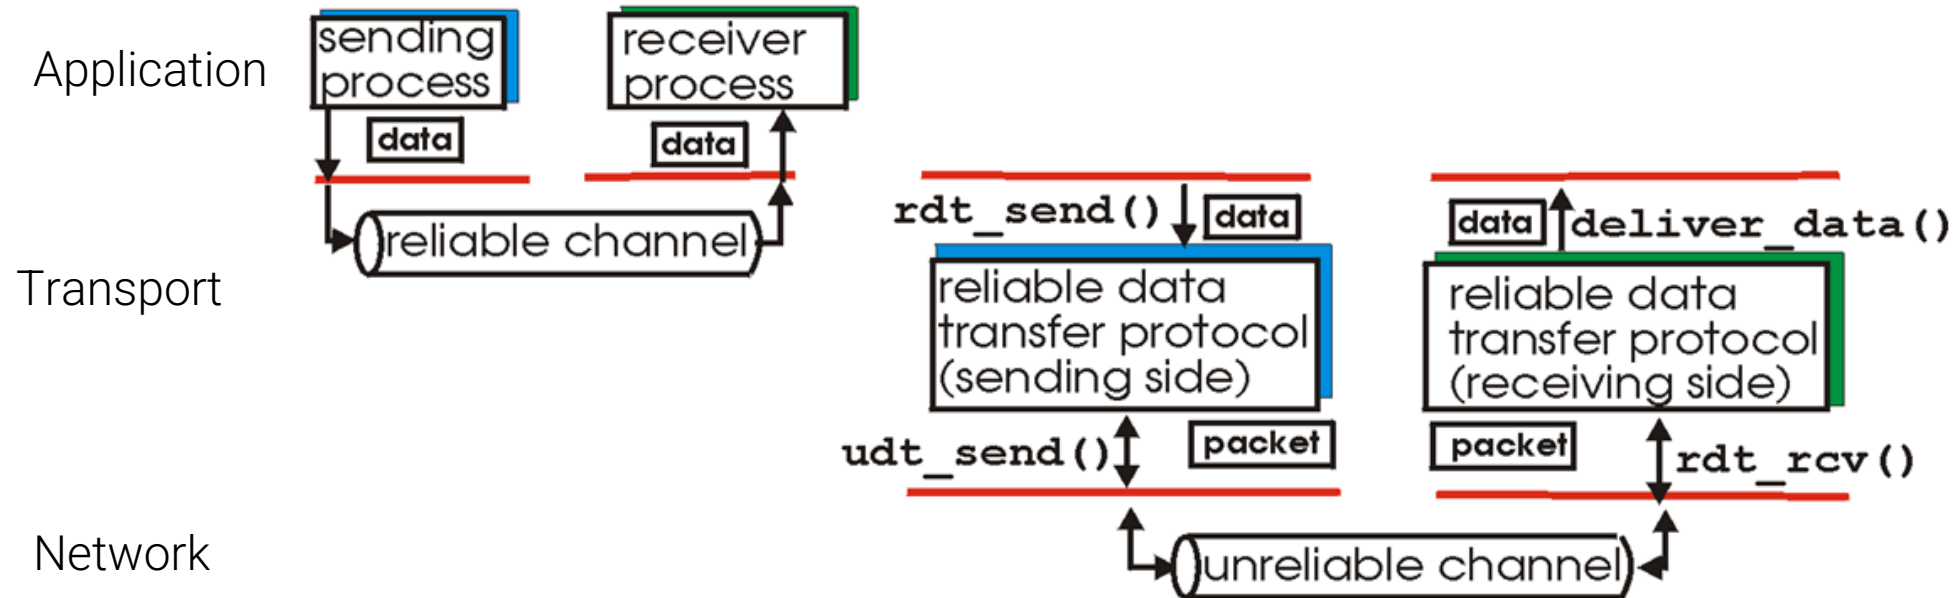 Application
sending
process
receiver
process
data
data
reliable channel
Transport
rdt_send()
data
data
deliver_data()
reliable data
transfer protocol
(sending side)
reliable data
transfer protocol
(receiving side)
udt_send()
packet
packet
rdt_rcv()
Network
unreliable channel